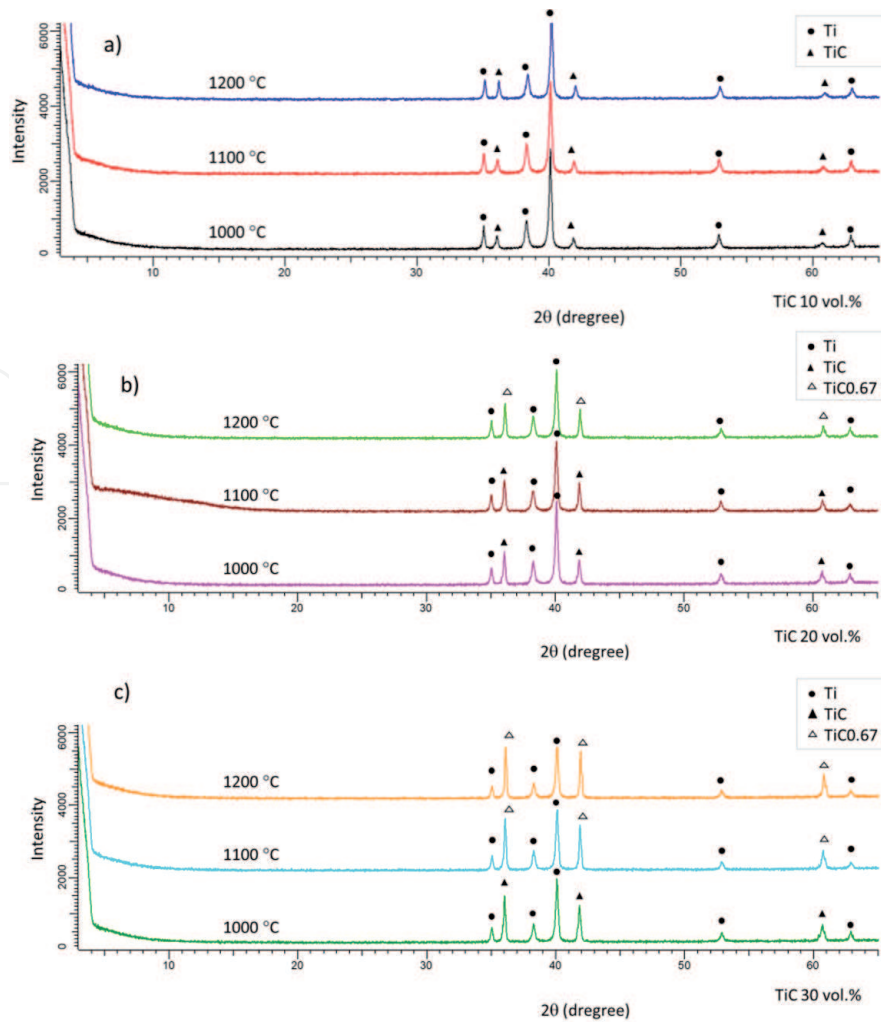 a)
● Ti
▲ TiC
6000
4000
2000
0
Intensity
1200 °C
1100 °C
1000 °C
10 20 30 40 50 60
TiC 10 vol.%
2θ (dregree)
b)
● Ti
▲ TiC
△ TiC0.67
6000
4000
2000
0
Intensity
1200 °C
1100 °C
1000 °C
10 20 30 40 50 60
TiC 20 vol.%
2θ (dregree)
c)
● Ti
▲ TiC
△ TiC0.67
6000
4000
2000
0
Intensity
1200 °C
1100 °C
1000 °C
10 20 30 40 50 60
TiC 30 vol.%
2θ (dregree)